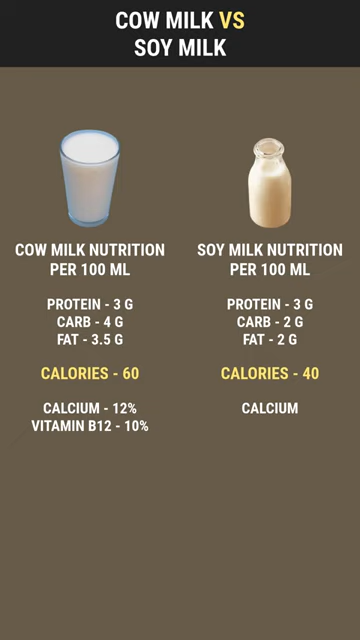 COW MILK VS
SOY MILK
COW MILK NUTRITION
PER 100 ML
PROTEIN - 3 G
CARB - 4 G
FAT - 3.5 G
CALORIES - 60
CALCIUM - 12%
VITAMIN B12 - 10%
SOY MILK NUTRITION
PER 100 ML
PROTEIN - 3 G
CARB - 2 G
FAT - 2 G
CALORIES - 40
CALCIUM